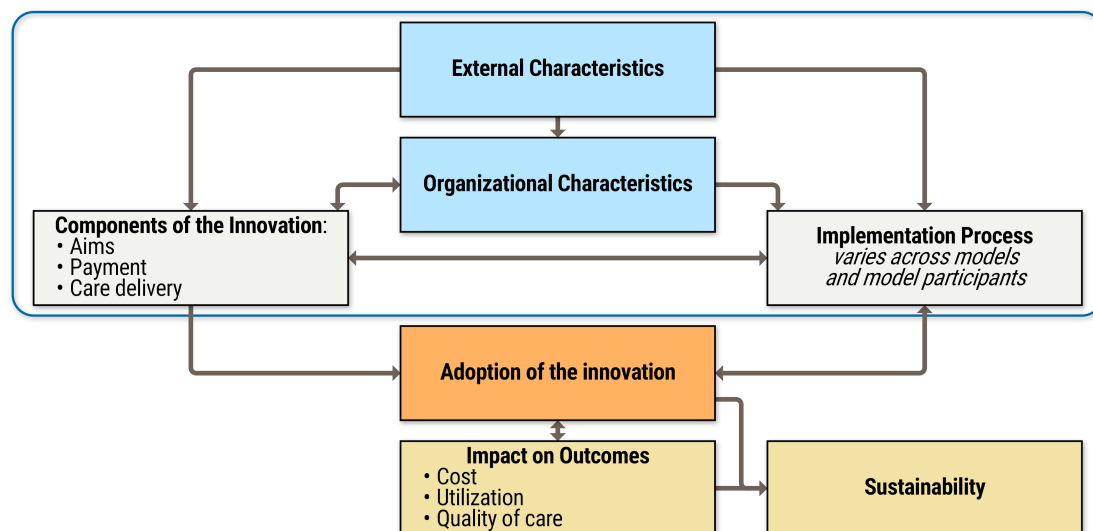 External Characteristics
Organizational Characteristics
Components of the Innovation:
• Aims
• Payment
• Care delivery
Implementation Process
varies across models
and model participants
Adoption of the innovation
Impact on Outcomes
• Cost
• Utilization
• Quality of care
Sustainability